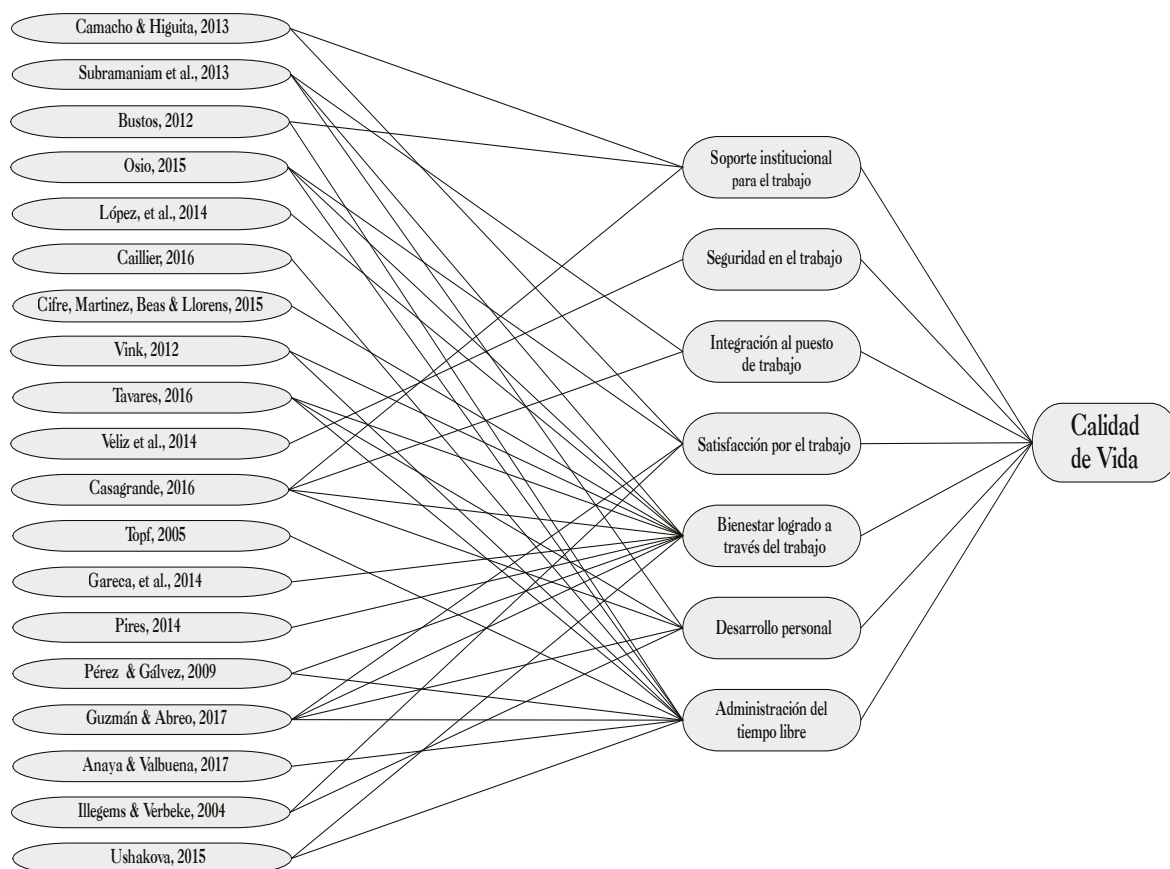 Camacho & Higuita, 2013
Subramaniam et al., 2013
Bustos, 2012
Osio, 2015
López, et al., 2014
Caillier, 2016
Cifre, Martinez, Beas & Llorens, 2015
Vink, 2012
Tavares, 2016
Veliz et al., 2014
Casagrande, 2016
Topf, 2005
Gareca, et al., 2014
Pires, 2014
Pérez & Gálvez, 2009
Guzmán & Abreo, 2017
Anaya & Valbuena, 2017
Illegems & Verbeke, 2004
Ushakova, 2015
Soporte institucional
para el trabajo
Seguridad en el trabajo
Integración al puesto
de trabajo
Satisfacción por el trabajo
Bienestar logrado a
través del trabajo
Desarrollo personal
Administración del
tiempo libre
Calidad
de Vida